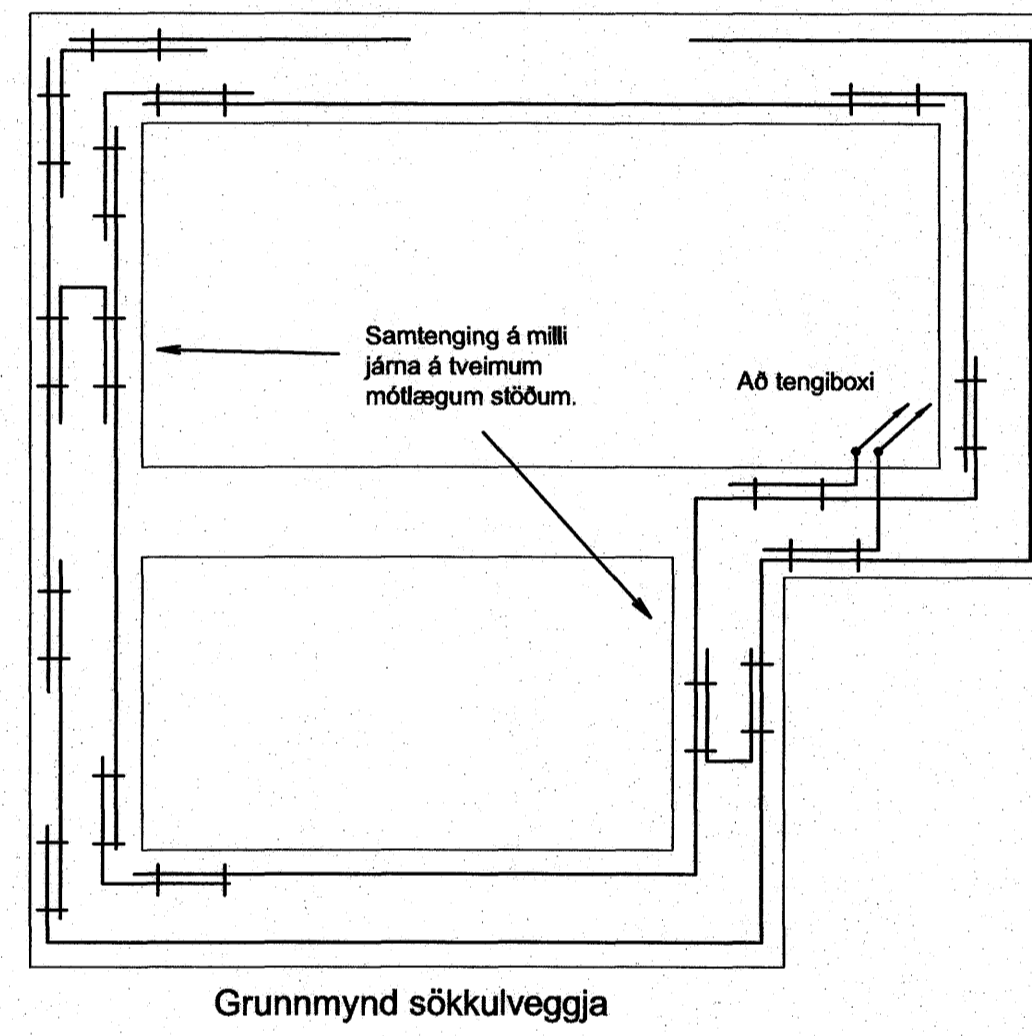 Samtenging á milli
járna á tveimum
mótlægum stöðum.
Að tengiboxi
Grunnmynd sökkulveggja